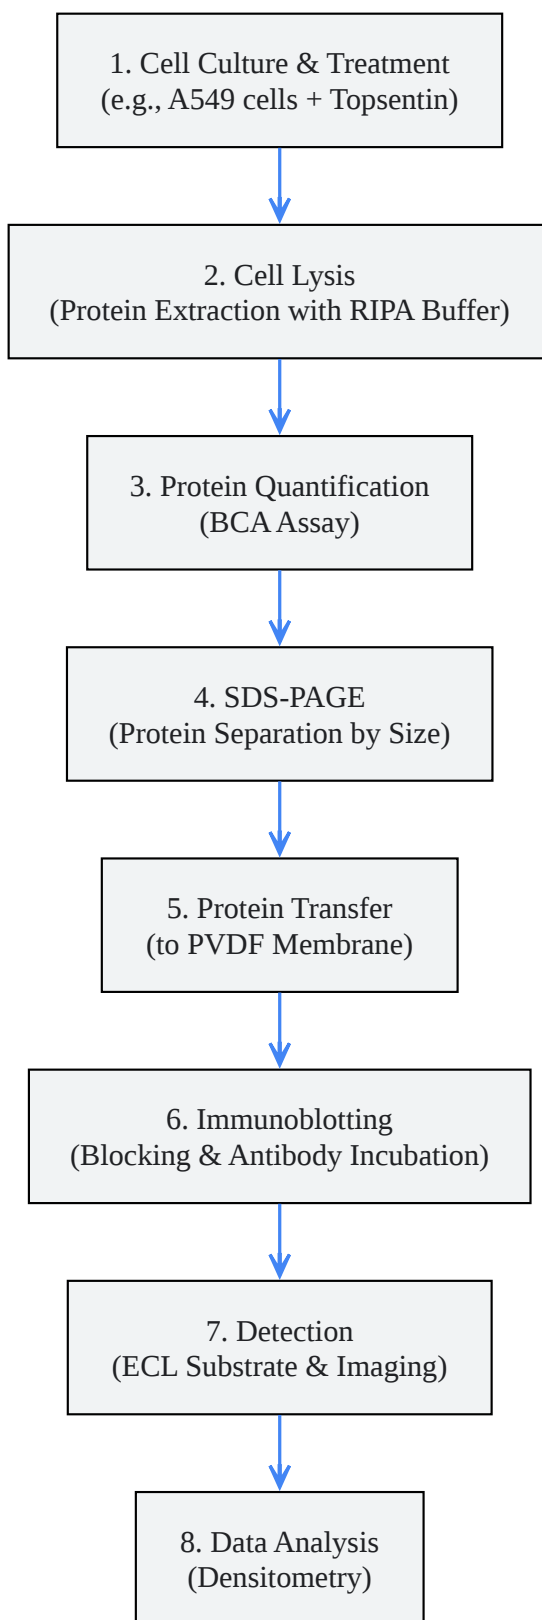 1. Cell Culture & Treatment
(e.g., A549 cells + Topsentin)
2. Cell Lysis
(Protein Extraction with RIPA Buffer)
3. Protein Quantification
(BCA Assay)
4. SDS-PAGE
(Protein Separation by Size)
5. Protein Transfer
(to PVDF Membrane)
6. Immunoblotting
(Blocking & Antibody Incubation)
7. Detection
(ECL Substrate & Imaging)
8. Data Analysis
(Densitometry)